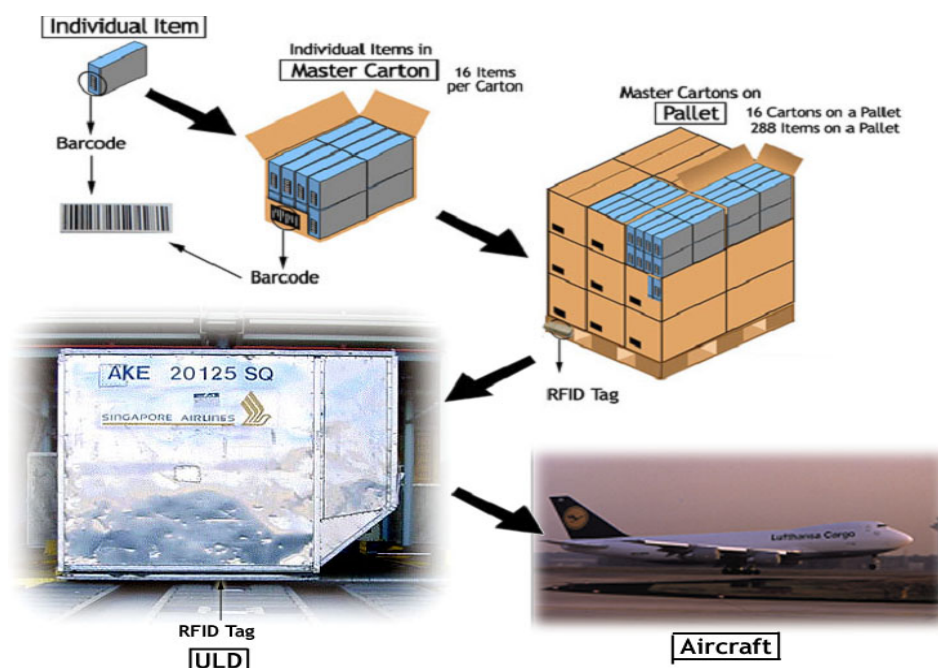 Individual Item
Barcode
Individual Items in
Master Carton
16 Items
per Carton
Barcode
Master Cartons on
Pallet
16 Cartons on a Pallet
288 Items on a Pallet
RFID Tag
AKE 20125 SQ
SINGAPORE AIRLINES
RFID Tag
ULD
Lufthansa Cargo
Aircraft